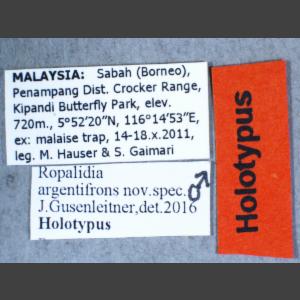 MALAYSIA: Sabah (Borneo),
Penampang Dist. Crocker Range,
Kipandi Butterfly Park, elev.
720m., 5°52'20"N, 116°14'53"E,
ex: malaise trap, 14-18.x.2011,
leg. M. Hauser & S. Gaimari
Ropalidia
argentifrons nov.spec. ♂
J.Gusenleitner,det.2016
Holotypus
Holotypus